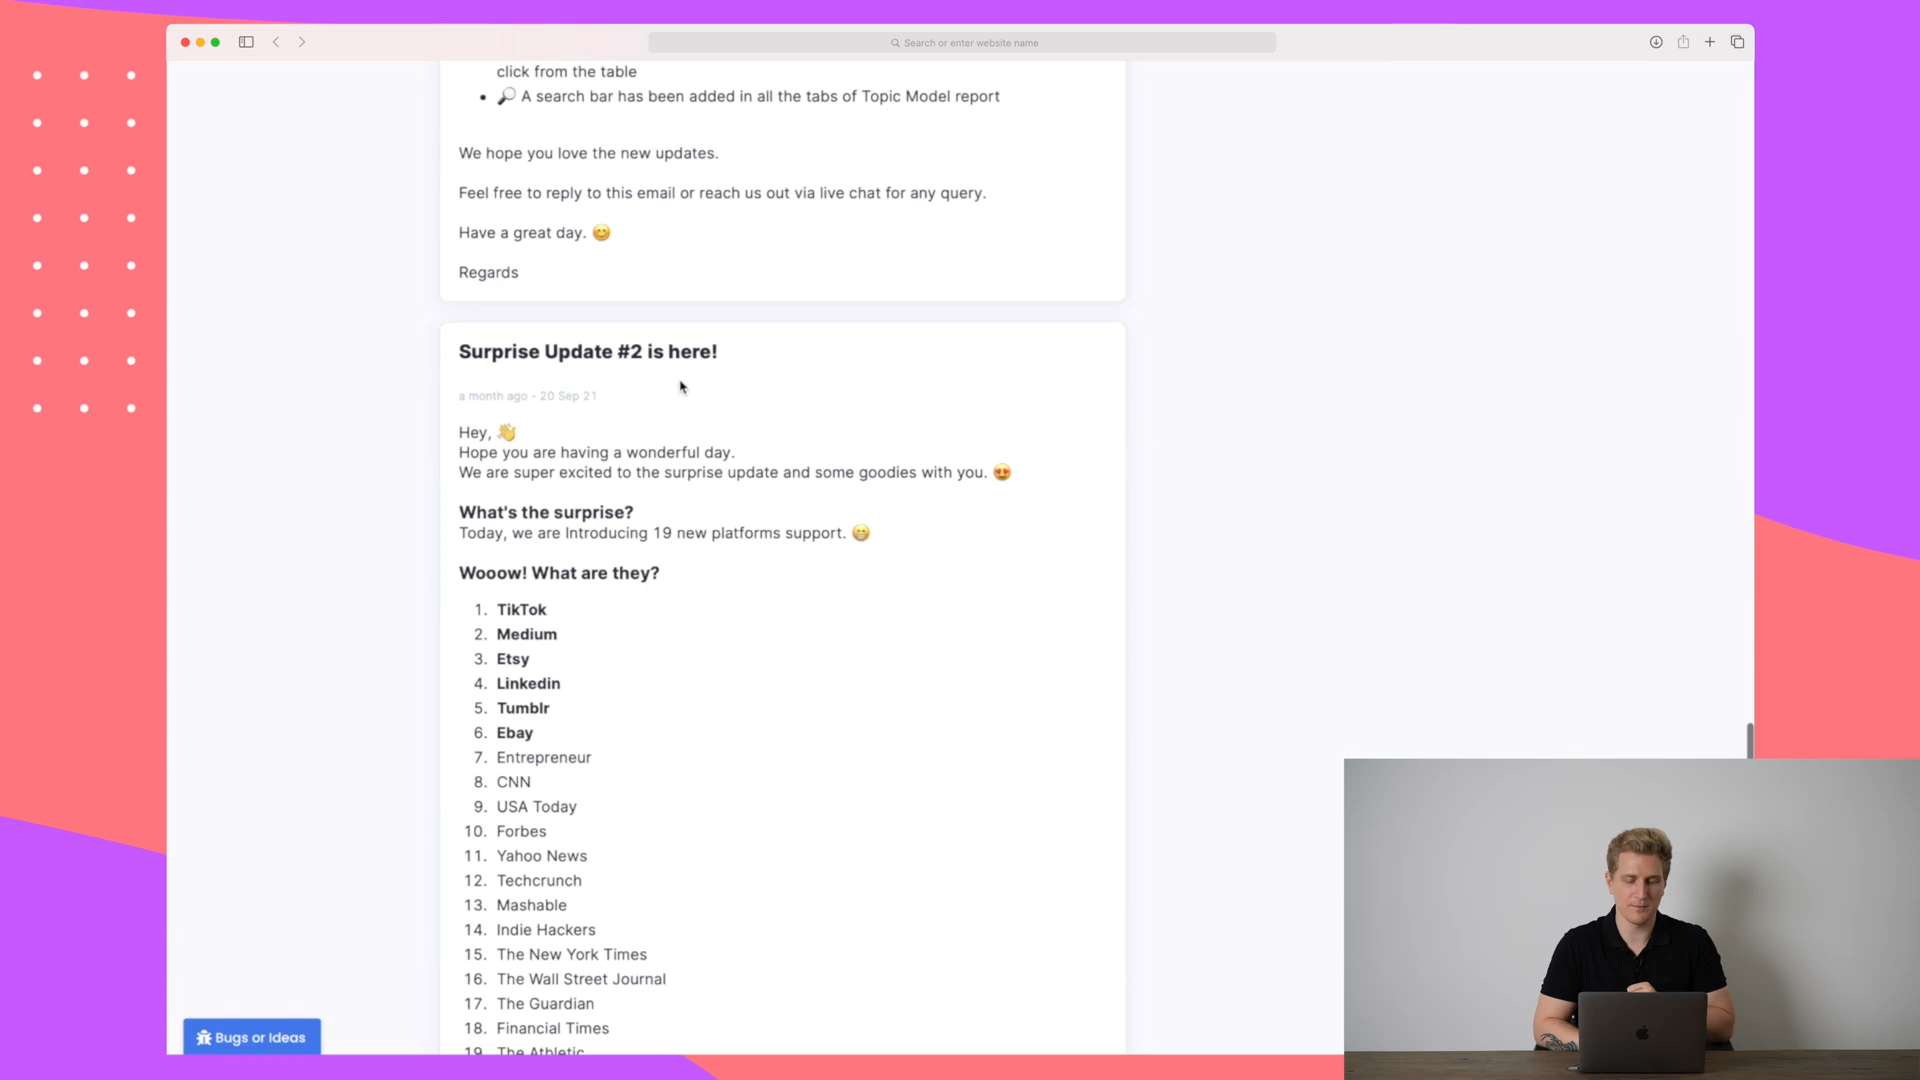 Search or enter website name
click from the table
• 🔎 A search bar has been added in all the tabs of Topic Model report
We hope you love the new updates.
Feel free to reply to this email or reach us out via live chat for any query.
Have a great day. 😊
Regards
Surprise Update #2 is here!
a month ago - 20 Sep 21
Hey, 👋
Hope you are having a wonderful day.
We are super excited to the surprise update and some goodies with you. 😍
What's the surprise?
Today, we are Introducing 19 new platforms support. 😁
Wooow! What are they?
1. TikTok
2. Medium
3. Etsy
4. Linkedin
5. Tumblr
6. Ebay
7. Entrepreneur
8. CNN
9. USA Today
10. Forbes
11. Yahoo News
12. Techcrunch
13. Mashable
14. Indie Hackers
15. The New York Times
16. The Wall Street Journal
17. The Guardian
18. Financial Times
19. The Athletic
Bugs or Ideas